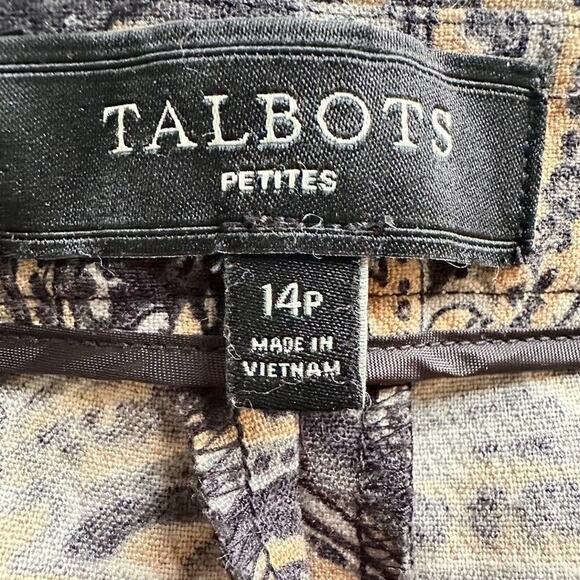 TALBOTS
PETITES
14P
MADE IN
VIETNAM